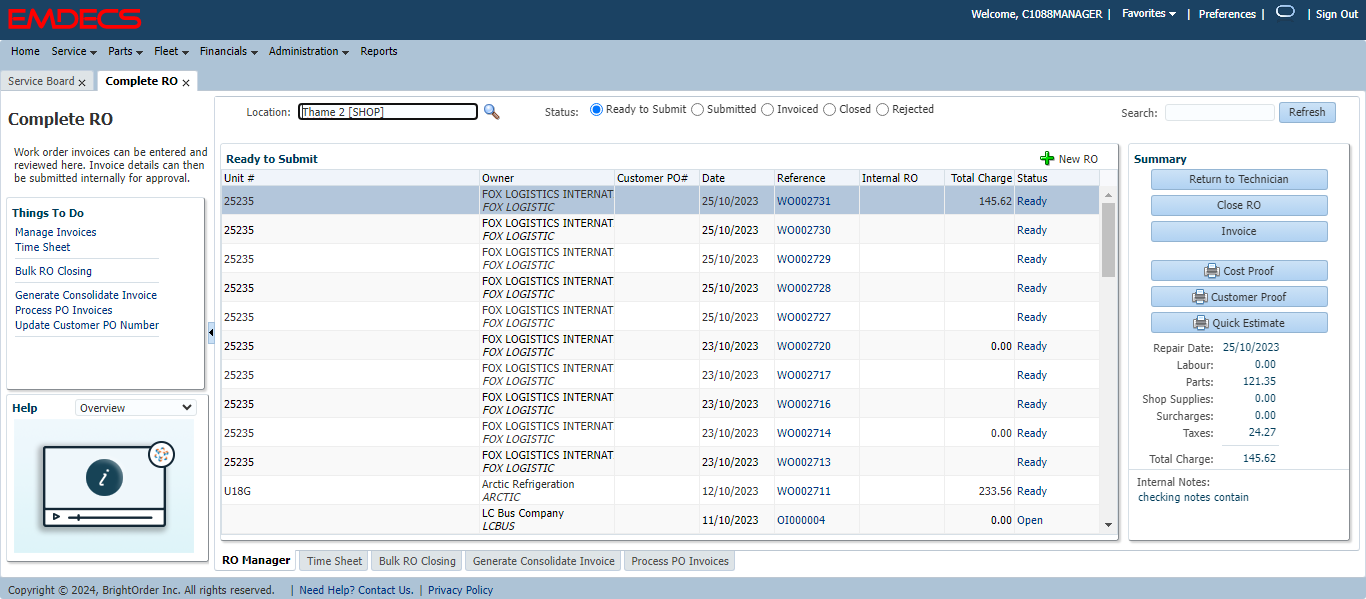 EMDECS
Welcome, C1088MANAGER | Favorites | Preferences | | Sign Out
Home Service Parts Fleet Financials Administration Reports
Service Board x Complete RO x
Complete RO
Work order invoices can be entered and
reviewed here. Invoice details can then
be submitted internally for approval.
Things To Do
Manage Invoices
Time Sheet
Bulk RO Closing
Generate Consolidate Invoice
Process PO Invoices
Update Customer PO Number
Help Overview
i
Location: Thame 2 [SHOP] Status: Ready to Submit Submitted Invoiced Closed Rejected Search: Refresh
Ready to Submit New RO
Unit # Owner Customer PO# Date Reference Internal RO Total Charge Status
25235 FOX LOGISTICS INTERNAT 25/10/2023 WO002731 145.62 Ready
FOX LOGISTIC
25235 FOX LOGISTICS INTERNAT 25/10/2023 WO002730 Ready
FOX LOGISTIC
25235 FOX LOGISTICS INTERNAT 25/10/2023 WO002729 Ready
FOX LOGISTIC
25235 FOX LOGISTICS INTERNAT 25/10/2023 WO002728 Ready
FOX LOGISTIC
25235 FOX LOGISTICS INTERNAT 25/10/2023 WO002727 Ready
FOX LOGISTIC
25235 FOX LOGISTICS INTERNAT 23/10/2023 WO002720 0.00 Ready
FOX LOGISTIC
25235 FOX LOGISTICS INTERNAT 23/10/2023 WO002717 Ready
FOX LOGISTIC
25235 FOX LOGISTICS INTERNAT 23/10/2023 WO002716 Ready
FOX LOGISTIC
25235 FOX LOGISTICS INTERNAT 23/10/2023 WO002714 0.00 Ready
FOX LOGISTIC
25235 FOX LOGISTICS INTERNAT 23/10/2023 WO002713 Ready
FOX LOGISTIC
U18G Arctic Refrigeration 12/10/2023 WO002711 233.56 Ready
ARCTIC
LC Bus Company 11/10/2023 OI000004 0.00 Open
LCBUS
Summary
Return to Technician
Close RO
Invoice
Cost Proof
Customer Proof
Quick Estimate
Repair Date: 25/10/2023
Labour: 0.00
Parts: 121.35
Shop Supplies: 0.00
Surcharges: 0.00
Taxes: 24.27
Total Charge: 145.62
Internal Notes:
checking notes contain
RO Manager Time Sheet Bulk RO Closing Generate Consolidate Invoice Process PO Invoices
Copyright © 2024, BrightOrder Inc. All rights reserved. | Need Help? Contact Us. | Privacy Policy